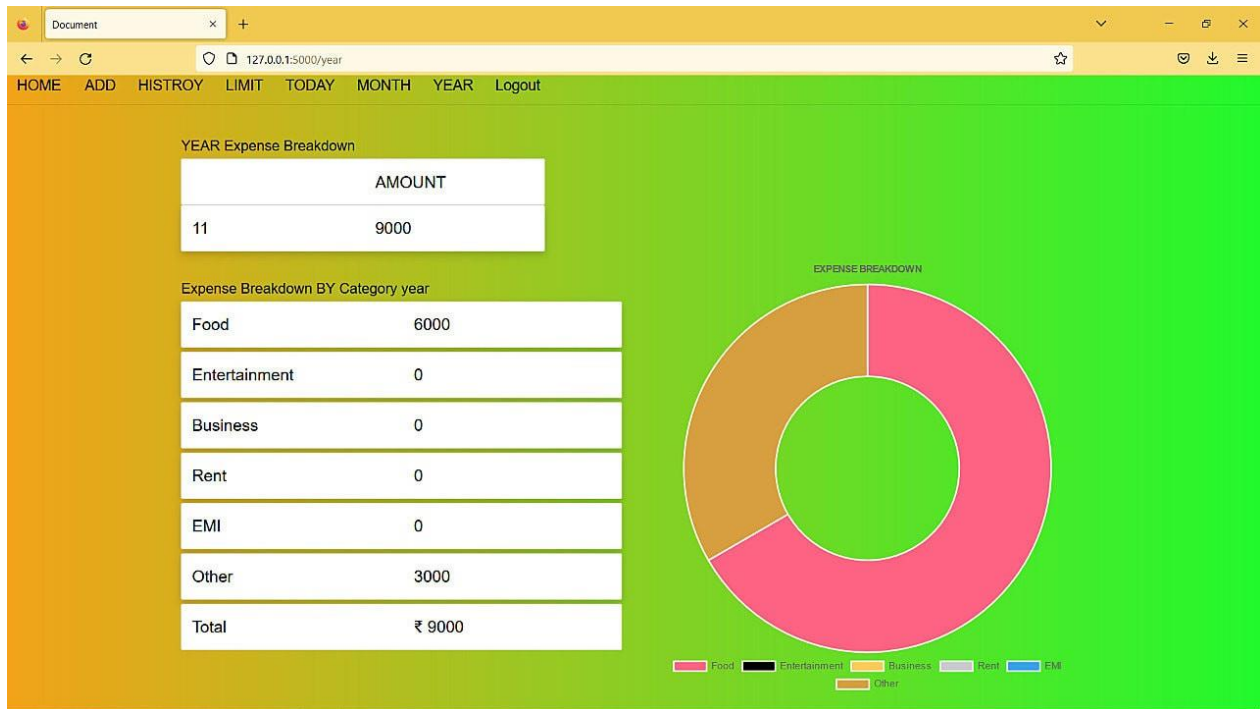 Document
127.0.0.1:5000/year
HOME ADD HISTROY LIMIT TODAY MONTH YEAR Logout
YEAR Expense Breakdown
AMOUNT
11 9000
Expense Breakdown BY Category year
Food 6000
Entertainment 0
Business 0
Rent 0
EMI 0
Other 3000
Total ₹ 9000
EXPENSE BREAKDOWN
Food Entertainment Business Rent EMI
Other